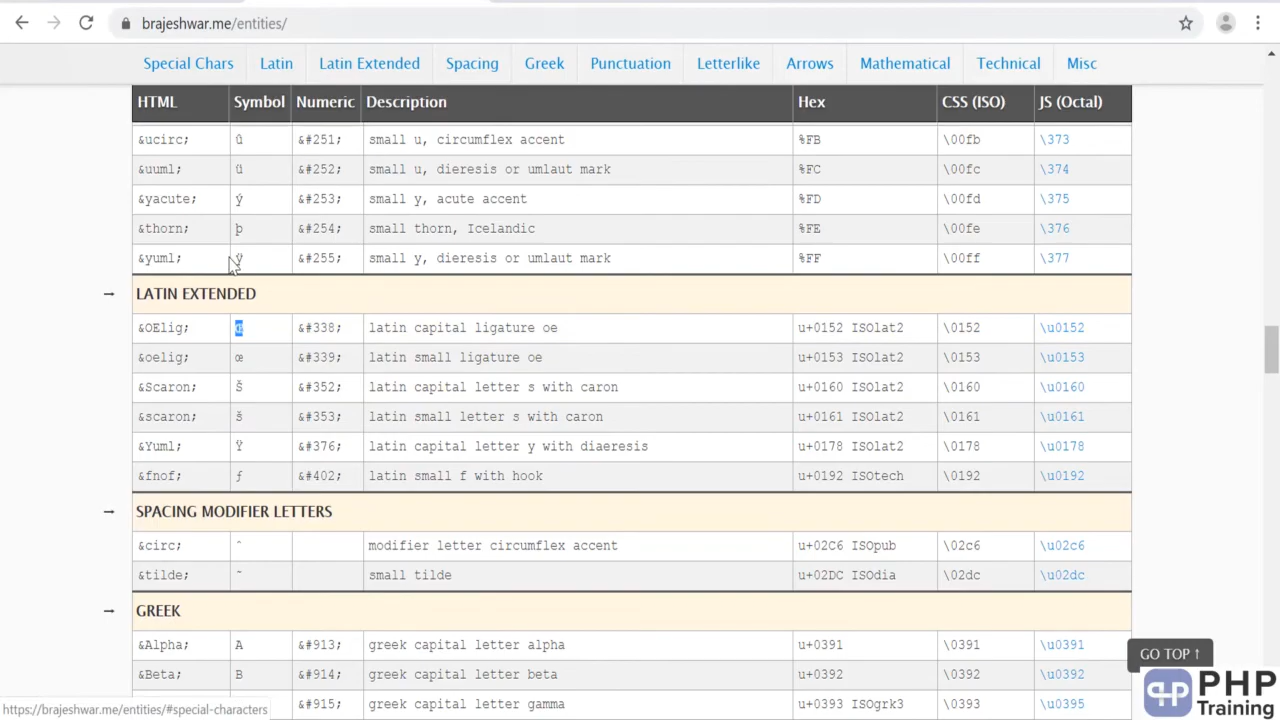 brajeshwar.me/entities/
Special Chars Latin Latin Extended Spacing Greek Punctuation Letterlike Arrows Mathematical Technical Misc
HTML Symbol Numeric Description Hex CSS (ISO) JS (Octal)
&ucirc; û &#251; small u, circumflex accent %FB \00fb \373
&uuml; ü &#252; small u, dieresis or umlaut mark %FC \00fc \374
&yacute; ý &#253; small y, acute accent %FD \00fd \375
&thorn; þ &#254; small thorn, Icelandic %FE \00fe \376
&yuml; ÿ &#255; small y, dieresis or umlaut mark %FF \00ff \377
→ LATIN EXTENDED
&OElig; Œ &#338; latin capital ligature oe u+0152 ISOlat2 \0152 \u0152
&oelig; œ &#339; latin small ligature oe u+0153 ISOlat2 \0153 \u0153
&Scaron; Š &#352; latin capital letter s with caron u+0160 ISOlat2 \0160 \u0160
&scaron; š &#353; latin small letter s with caron u+0161 ISOlat2 \0161 \u0161
&Yuml; Ÿ &#376; latin capital letter y with diaeresis u+0178 ISOlat2 \0178 \u0178
&fnof; ƒ &#402; latin small f with hook u+0192 ISOtech \0192 \u0192
→ SPACING MODIFIER LETTERS
&circ; ˆ modifier letter circumflex accent u+02C6 ISOpub \02c6 \u02c6
&tilde; ˜ small tilde u+02DC ISOdia \02dc \u02dc
→ GREEK
&Alpha; Α &#913; greek capital letter alpha u+0391 \0391 \u0391
&Beta; Β &#914; greek capital letter beta u+0392 \0392 \u0392
GO TOP ↑
&#915; greek capital letter gamma u+0393 ISOgrk3 \0393 \u0395
https://brajeshwar.me/entities/#special-characters
PHP
Training